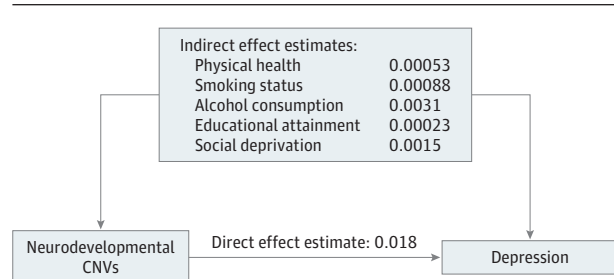 Indirect effect estimates:
Physical health 0.00053
Smoking status 0.00088
Alcohol consumption 0.0031
Educational attainment 0.00023
Social deprivation 0.0015
Neurodevelopmental
CNVs
Direct effect estimate: 0.018
Depression